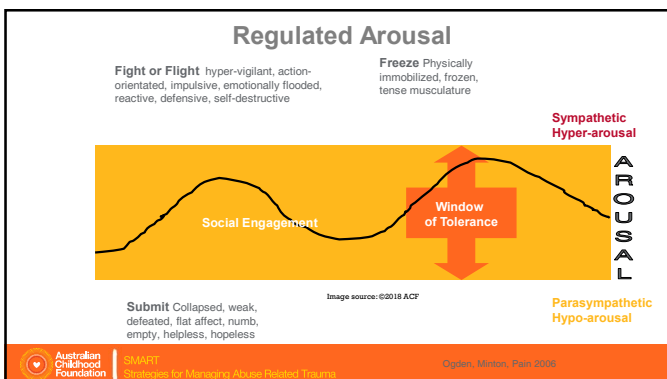 Regulated Arousal
Fight or Flight hyper-vigilant, action-
orientated, impulsive, emotionally flooded,
reactive, defensive, self-destructive
Freeze Physically
immobilized, frozen,
tense musculature
Sympathetic
Hyper-arousal
Social Engagement
Window
of Tolerance
AROUSAL
Image source: ©2018 ACF
Submit Collapsed, weak,
defeated, flat affect, numb,
empty, helpless, hopeless
Parasympathetic
Hypo-arousal
Australian
Childhood
Foundation
SMART
Strategies for Managing Abuse Related Trauma
Ogden, Minton, Pain 2006